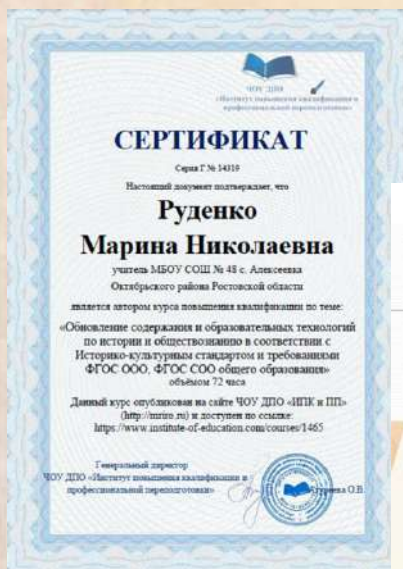 ЧОУ ДПО
«Институт повышения квалификации и
профессиональной переподготовки»
СЕРТИФИКАТ
Серия Г № 14319
Настоящий документ подтверждает, что
Руденко
Марина Николаевна
учитель МБОУ СОШ № 48 с. Алексеевка
Октябрьского района Ростовской области
является автором курса повышения квалификации по теме:
«Обновление содержания и образовательных технологий
по истории и обществознанию в соответствии с
Историко-культурным стандартом и требованиями
ФГОС ООО, ФГОС СОО общего образования»
объёмом 72 часа
Данный курс опубликован на сайте ЧОУ ДПО «ИПК и ПП»
(http://mriro.ru) и доступен по ссылке:
https://www.institute-of-education.com/courses/1465
Генеральный директор
ЧОУ ДПО «Институт повышения квалификации и
профессиональной переподготовки»
О.В.